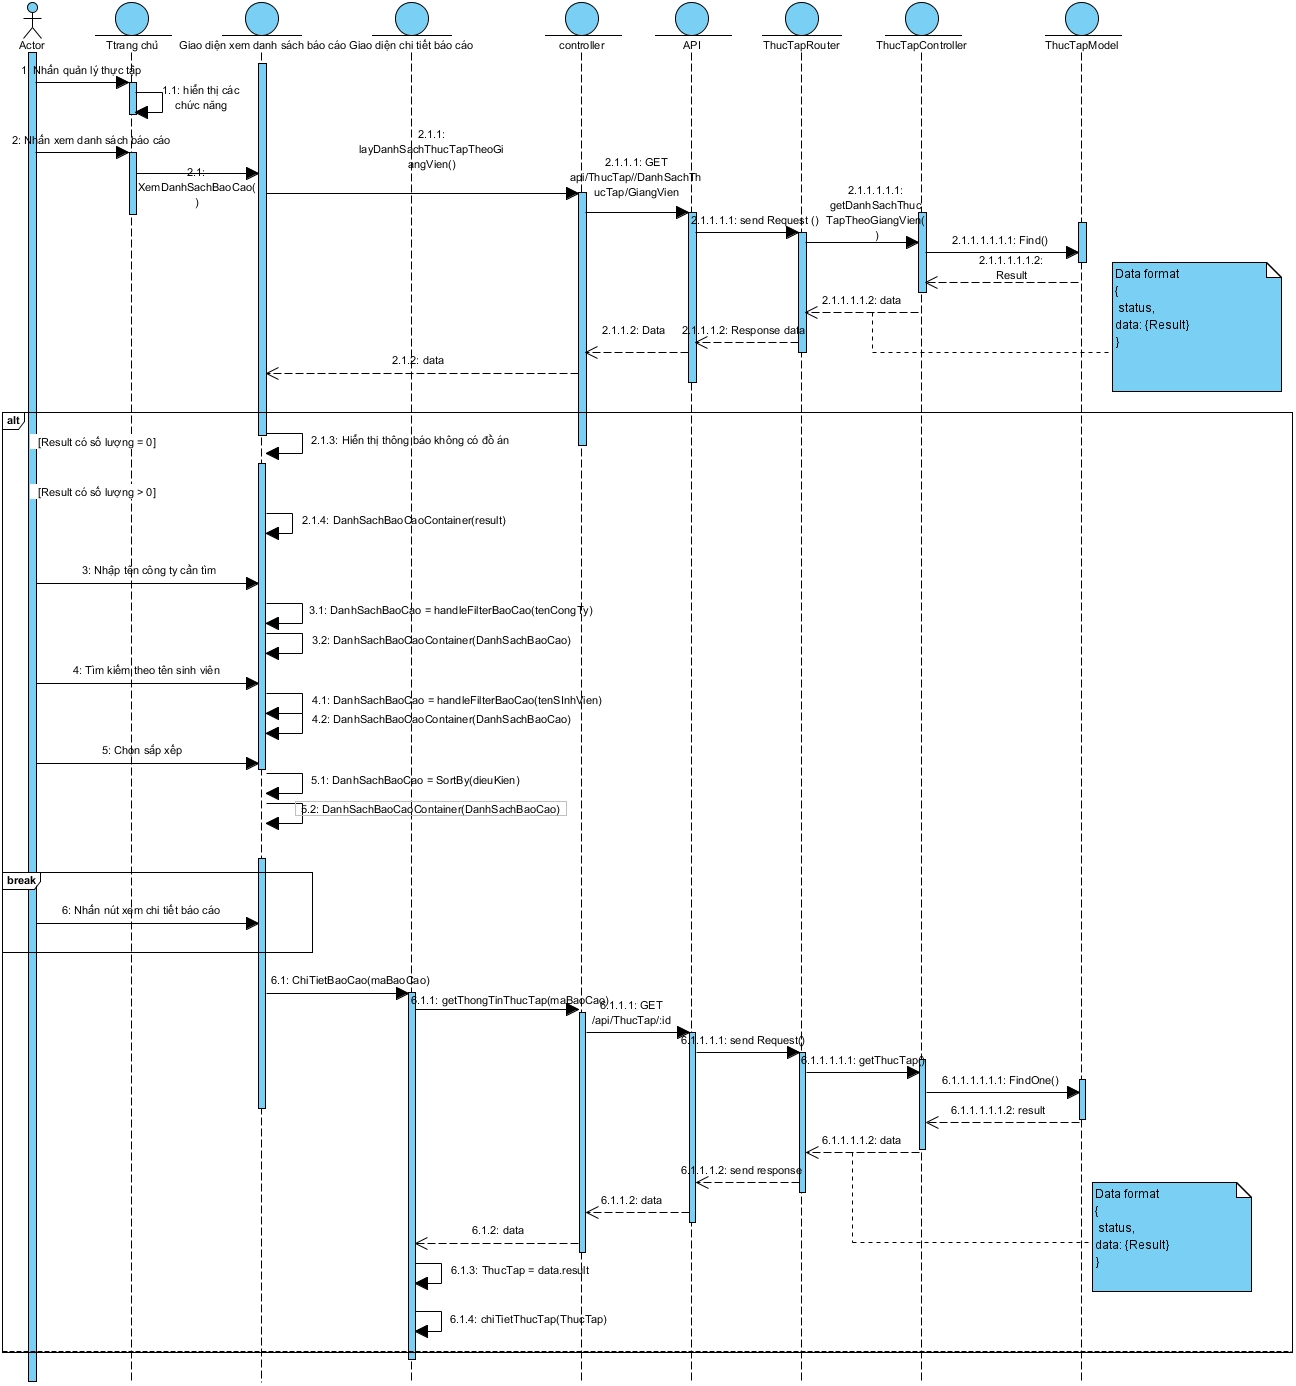 Actor
Ttrang chủ
Giao diện xem danh sách báo cáo
Giao diện chi tiết báo cáo
controller
API
ThucTapRouter
ThucTapController
ThucTapModel
1: Nhấn quản lý thực tập
1.1: hiển thị các
chức năng
2: Nhấn xem danh sách báo cáo
2.1:
XemDanhSachBaoCao(
)
2.1.1:
layDanhSachThucTapTheoGi
angVien()
2.1.1.1: GET
api/ThucTap//DanhSachTh
ucTap/GiangVien
2.1.1.1.1: send Request ()
2.1.1.1.1.1:
getDanhSachThuc
TapTheoGiangVien(
)
2.1.1.1.1.1.1: Find()
2.1.1.1.1.1.2:
Result
2.1.1.1.1.2: data
2.1.1.1.2: Response data
2.1.1.2: Data
2.1.2: data
Data format
{
status,
data: {Result}
}
alt
[Result có số lượng = 0]
2.1.3: Hiển thị thông báo không có đồ án
[Result có số lượng > 0]
2.1.4: DanhSachBaoCaoContainer(result)
3: Nhập tên công ty cần tìm
3.1: DanhSachBaoCao = handleFilterBaoCao(tenCongTy)
3.2: DanhSachBaoCaoContainer(DanhSachBaoCao)
4: Tìm kiếm theo tên sinh viên
4.1: DanhSachBaoCao = handleFilterBaoCao(tenSInhVien)
4.2: DanhSachBaoCaoContainer(DanhSachBaoCao)
5: Chọn sắp xếp
5.1: DanhSachBaoCao = SortBy(dieuKien)
5.2: DanhSachBaoCaoContainer(DanhSachBaoCao)
break
6: Nhấn nút xem chi tiết báo cáo
6.1: ChiTietBaoCao(maBaoCao)
6.1.1: getThongTinThucTap(maBaoCao)
6.1.1.1: GET
/api/ThucTap/:id
6.1.1.1.1: send Request()
6.1.1.1.1.1: getThucTap()
6.1.1.1.1.1.1: FindOne()
6.1.1.1.1.1.2: result
6.1.1.1.1.2: data
6.1.1.1.2: send response
6.1.1.2: data
6.1.2: data
Data format
{
status,
data: {Result}
}
6.1.3: ThucTap = data.result
6.1.4: chiTietThucTap(ThucTap)